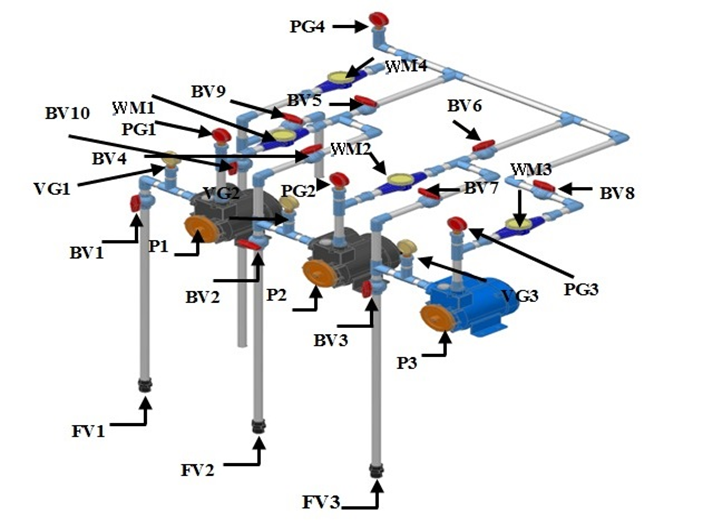 PG4
WM4
BV9
BV5
BV10
WM1
PG1
BV6
BV4
WM2
WM3
VG1
VG2
PG2
BV7
BV8
BV1
P1
BV2
P2
VG3
PG3
BV3
P3
FV1
FV2
FV3